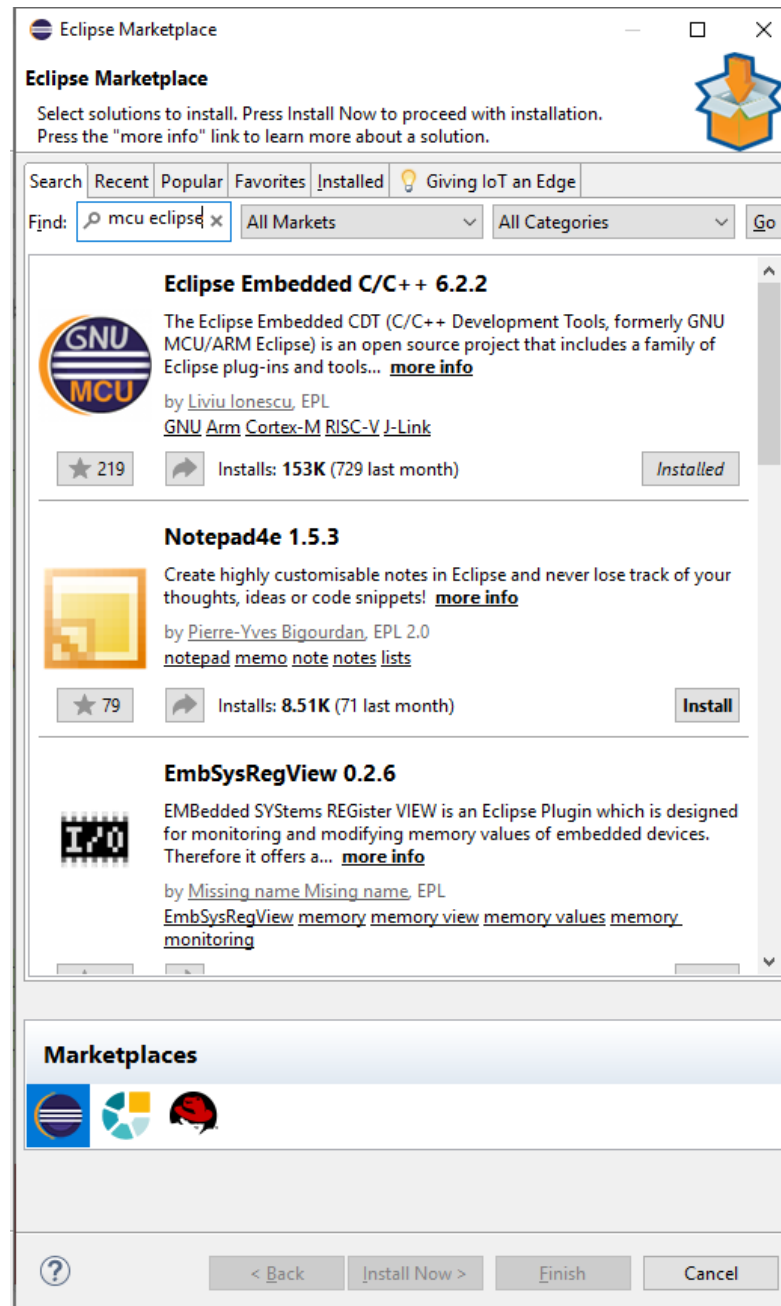 Eclipse Marketplace
Eclipse Marketplace
Select solutions to install. Press Install Now to proceed with installation.
Press the "more info" link to learn more about a solution.
Search Recent Popular Favorites Installed Giving IoT an Edge
Find: mcu eclipse All Markets All Categories Go
Eclipse Embedded C/C++ 6.2.2
GNU
MCU
The Eclipse Embedded CDT (C/C++ Development Tools, formerly GNU
MCU/ARM Eclipse) is an open source project that includes a family of
Eclipse plug-ins and tools... more info
by Liviu Ionescu, EPL
GNU Arm Cortex-M RISC-V J-Link
219 Installs: 153K (729 last month) Installed
Notepad4e 1.5.3
Create highly customisable notes in Eclipse and never lose track of your
thoughts, ideas or code snippets! more info
by Pierre-Yves Bigourdan, EPL 2.0
notepad memo note notes lists
79 Installs: 8.51K (71 last month) Install
EmbSysRegView 0.2.6
I/O
EMBedded SYStems REGister VIEW is an Eclipse Plugin which is designed
for monitoring and modifying memory values of embedded devices.
Therefore it offers a... more info
by Missing name Mising name, EPL
EmbSysRegView memory memory view memory values memory
monitoring
Marketplaces
? < Back Install Now > Finish Cancel